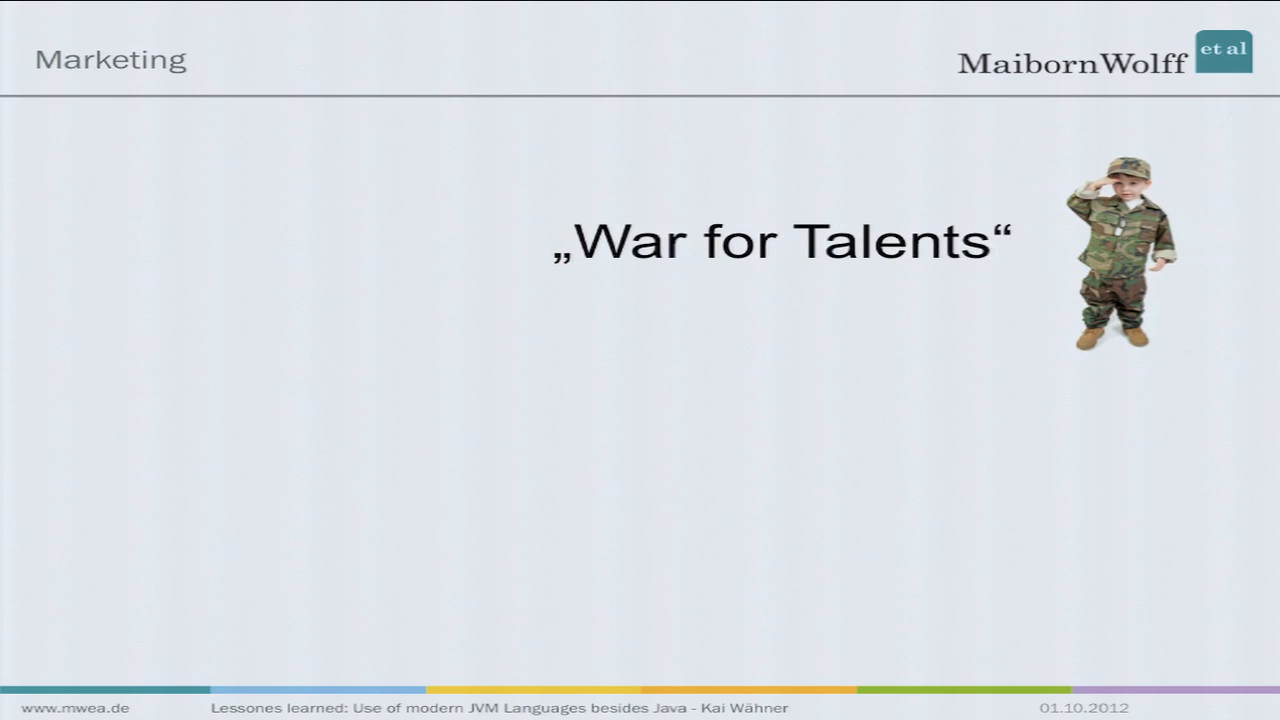 Marketing
MaibornWolff et al
„War for Talents“
www.mwea.de
Lessones learned: Use of modern JVM Languages besides Java - Kai Wähner
01.10.2012